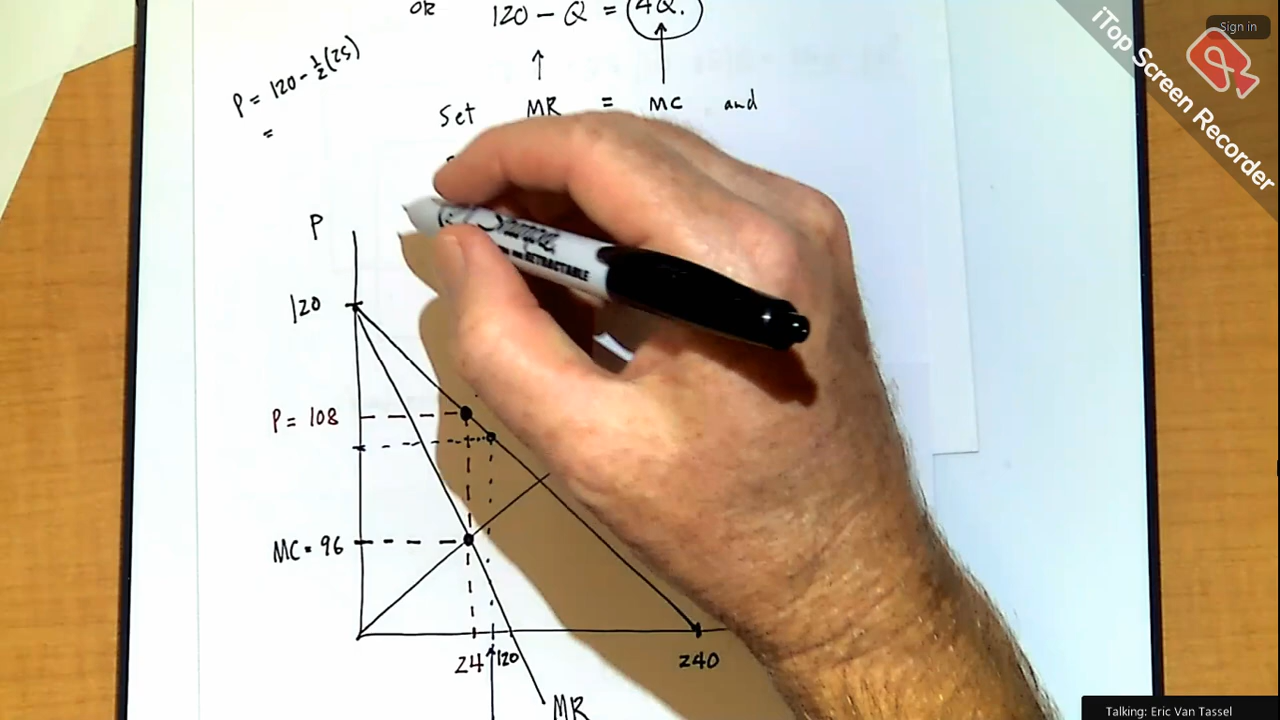 OR 120 - Q = 4Q.
P = 120 - 1/2(25)
=
Set MR = MC and
P
120
P = 108
MC = 96
24 120 240
MR
RETRACTABLE
iTop Screen Recorder
Sign in
Talking: Eric Van Tassel